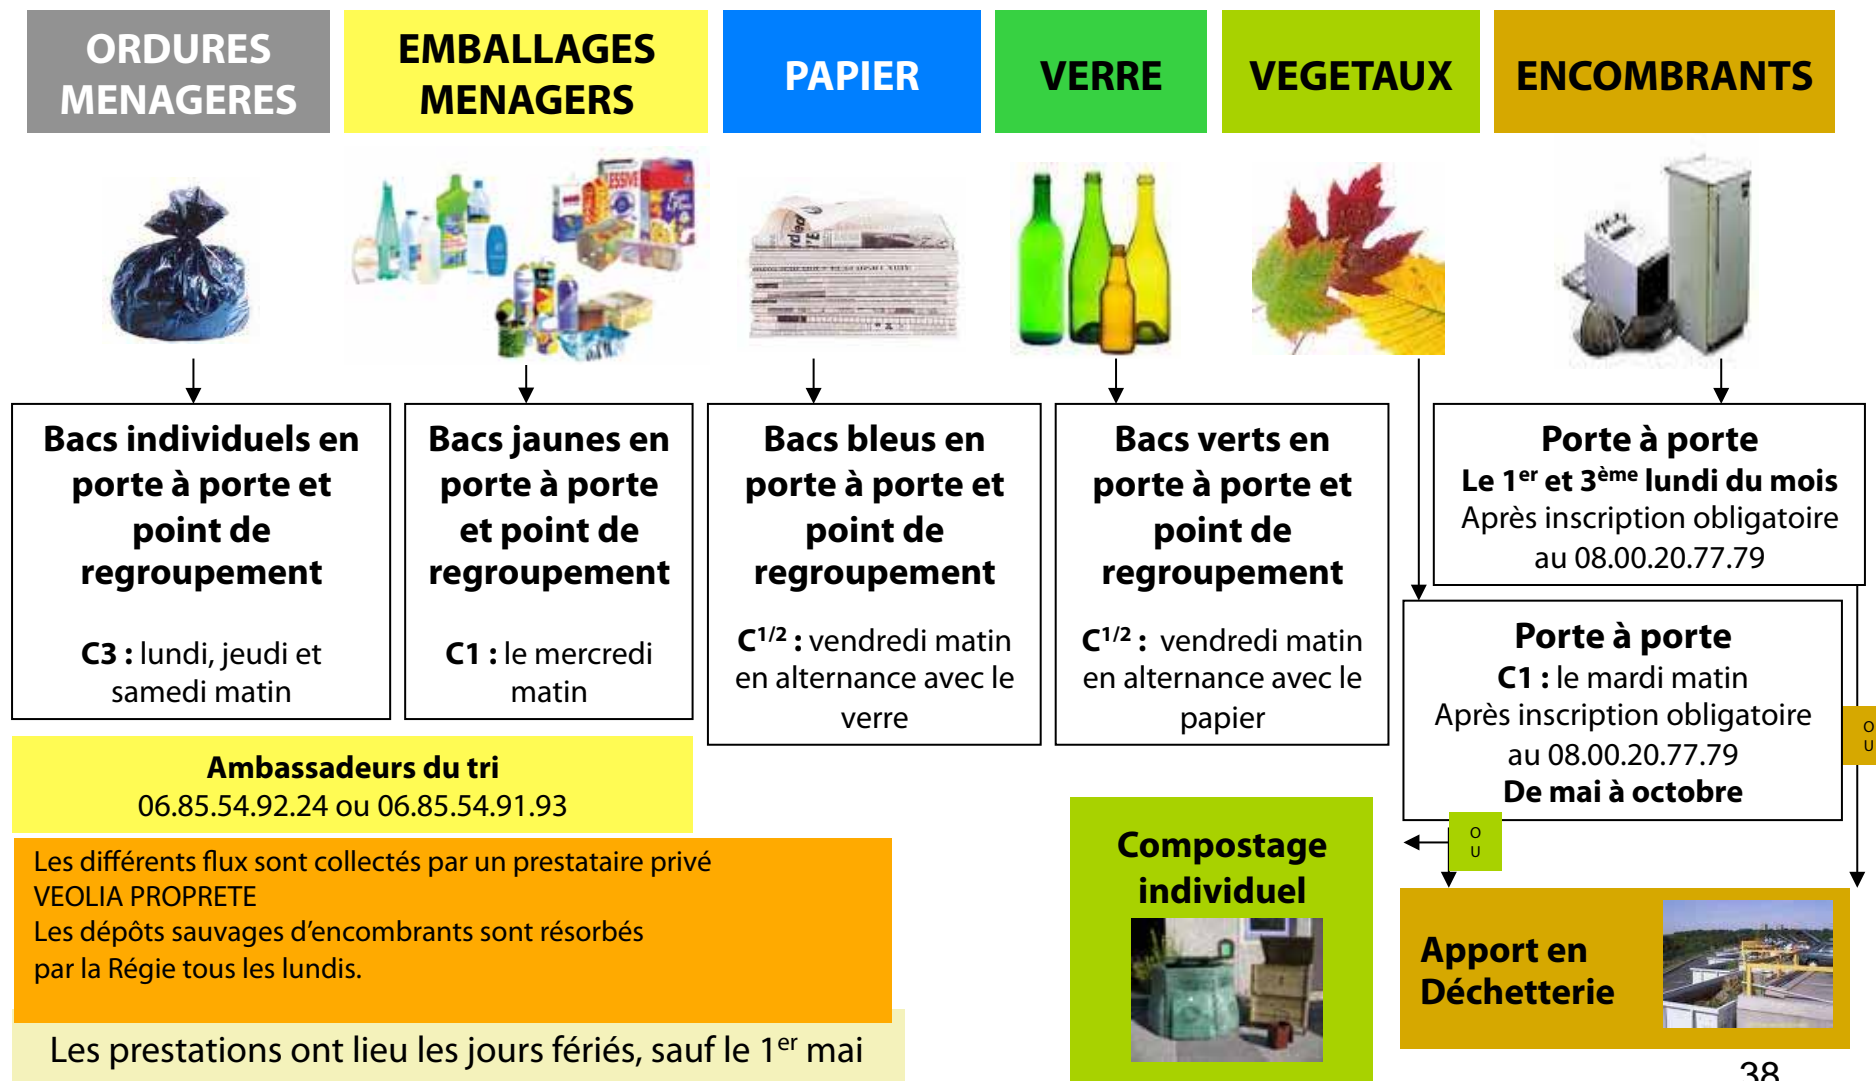 ORDURES
MENAGERES
EMBALLAGES
MENAGERS
PAPIER
VERRE
VEGETAUX
ENCOMBRANTS
Bacs individuels en
porte à porte et
point de
regroupement
C3 : lundi, jeudi et
samedi matin
Bacs jaunes en
porte à porte
et point de
regroupement
C1 : le mercredi
matin
Bacs bleus en
porte à porte et
point de
regroupement
C1/2 : vendredi matin
en alternance avec le
verre
Bacs verts en
porte à porte et
point de
regroupement
C1/2 : vendredi matin
en alternance avec le
papier
Porte à porte
Le 1er et 3ème lundi du mois
Après inscription obligatoire
au 08.00.20.77.79
Porte à porte
C1 : le mardi matin
Après inscription obligatoire
au 08.00.20.77.79
De mai à octobre
O
U
O
U
Ambassadeurs du tri
06.85.54.92.24 ou 06.85.54.91.93
Les différents flux sont collectés par un prestataire privé
VEOLIA PROPRETE
Les dépôts sauvages d'encombrants sont résorbés
par la Régie tous les lundis.
Les prestations ont lieu les jours fériés, sauf le 1er mai
Compostage
individuel
Apport en
Déchetterie
38